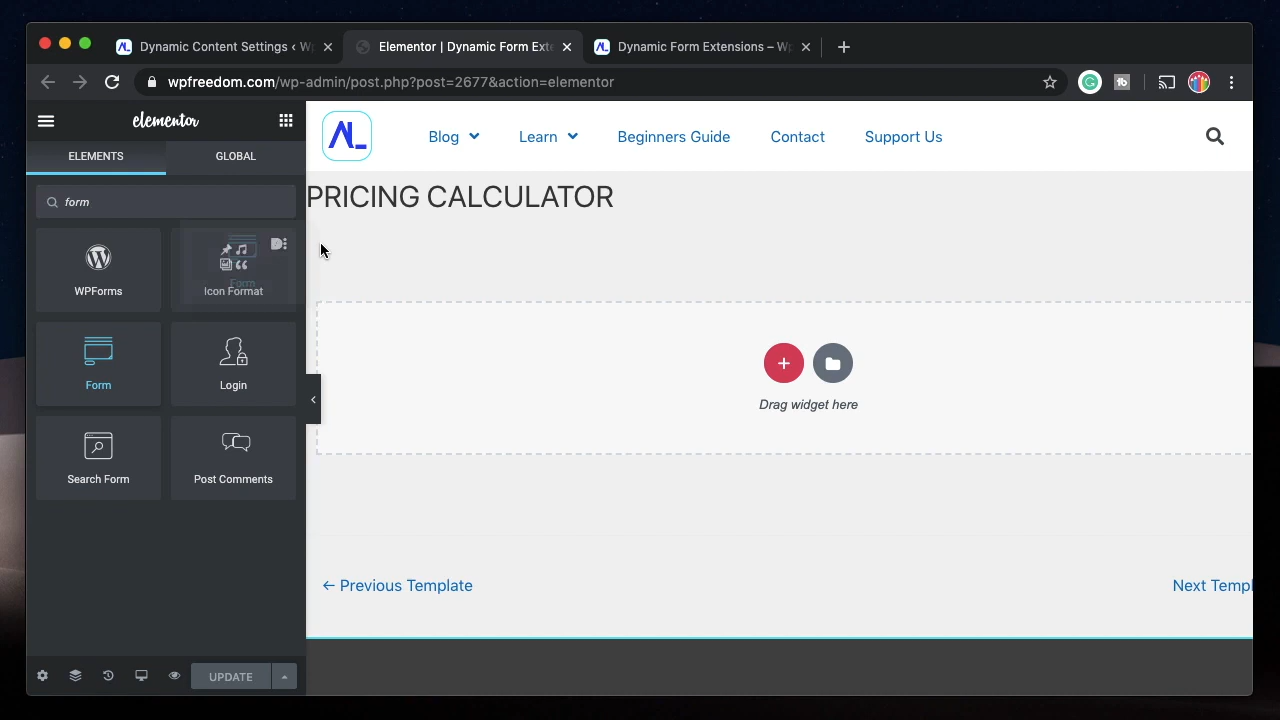 Dynamic Content Settings ‹ W
Elementor | Dynamic Form Exte
Dynamic Form Extensions – W
wpfreedom.com/wp-admin/post.php?post=2677&action=elementor
elementor
ELEMENTS
GLOBAL
form
WPForms
Icon Format
Form
Form
Login
Search Form
Post Comments
UPDATE
AL_
Blog
Learn
Beginners Guide
Contact
Support Us
PRICING CALCULATOR
Drag widget here
← Previous Template
Next Templ